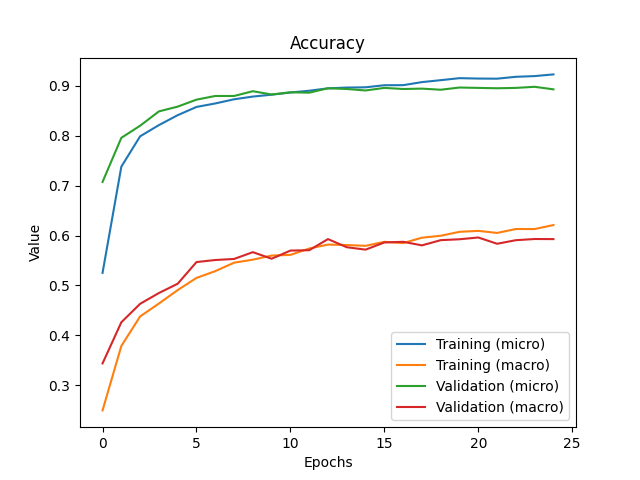 Accuracy
Value
0.9
0.8
0.7
0.6
0.5
0.4
0.3
Training (micro)
Training (macro)
Validation (micro)
Validation (macro)
0 5 10 15 20 25
Epochs